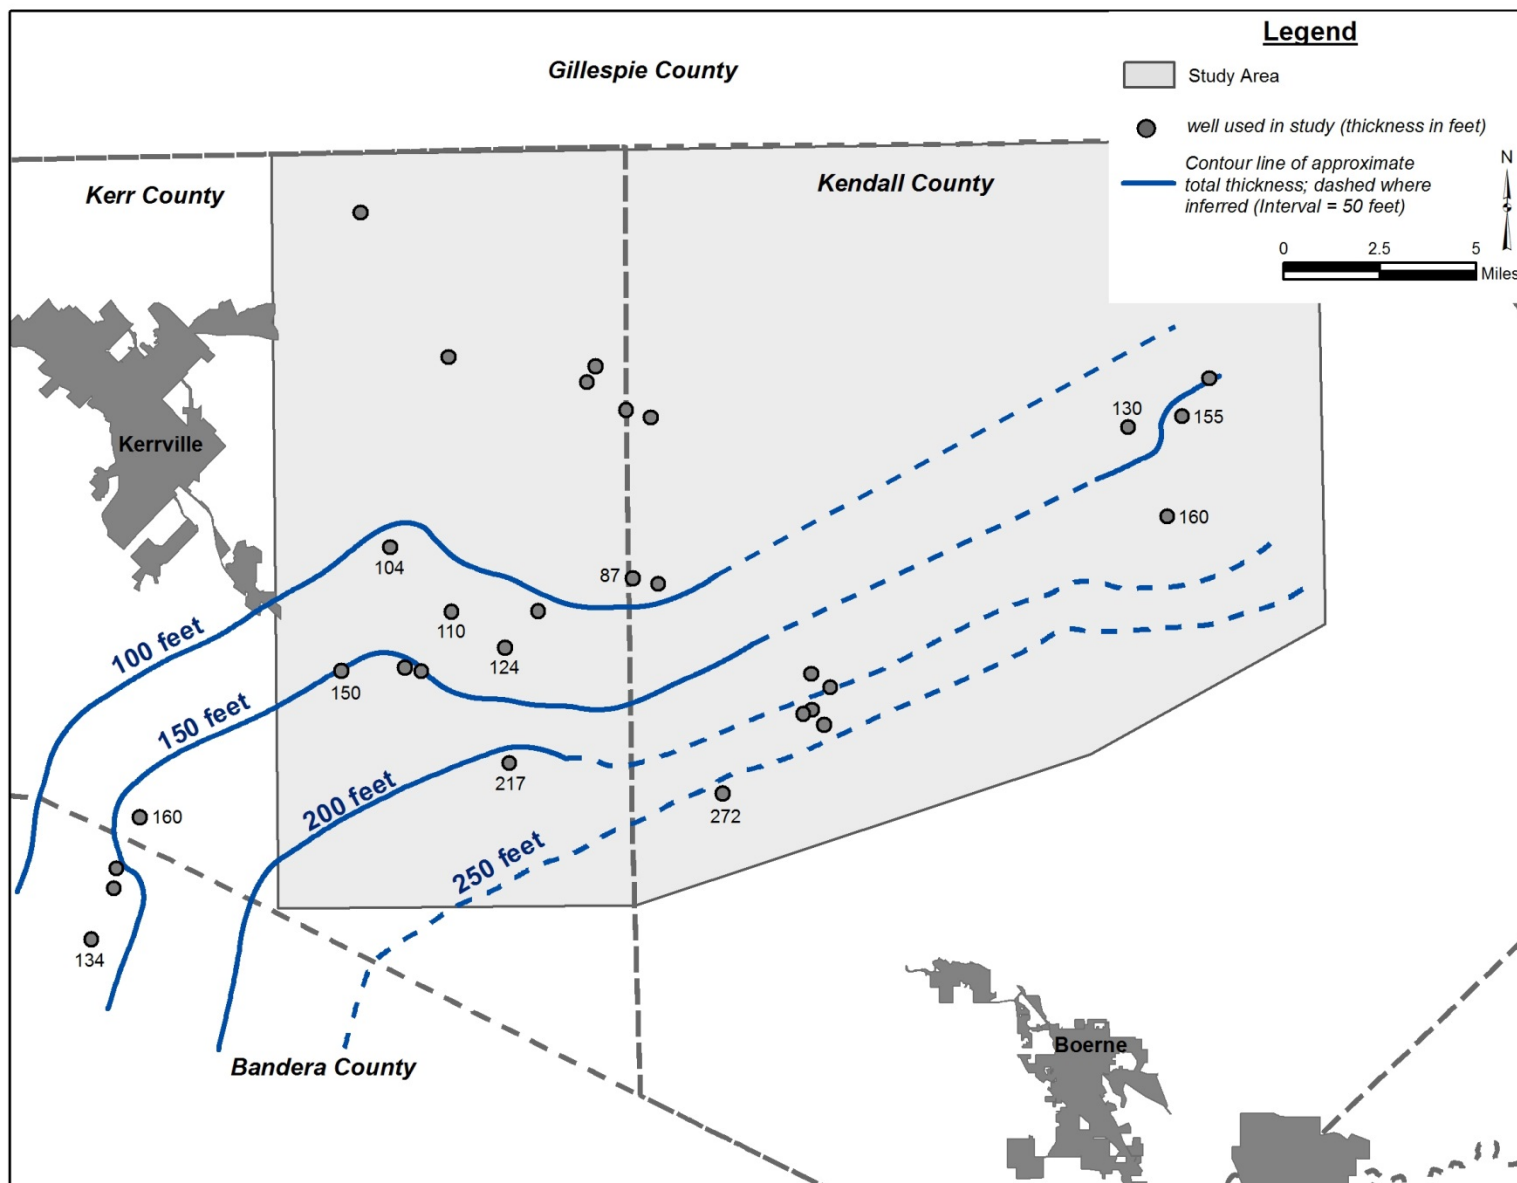 Legend
Study Area
well used in study (thickness in feet)
Contour line of approximate
total thickness; dashed where
inferred (Interval = 50 feet)
N
0 2.5 5
Miles
Gillespie County
Kerr County
Kendall County
Kerrville
130
155
160
104
87
110
124
100 feet
150
150 feet
217
272
200 feet
160
250 feet
134
Bandera County
Boerne